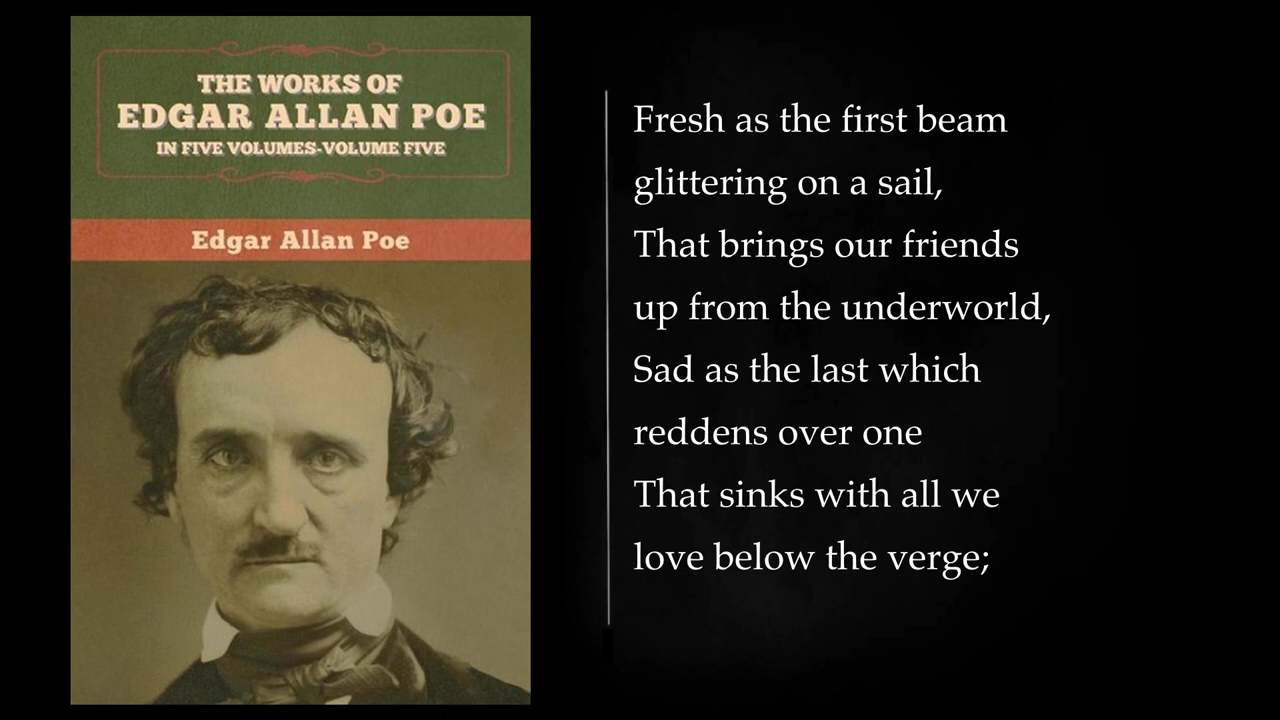 THE WORKS OF
EDGAR ALLAN POE
IN FIVE VOLUMES-VOLUME FIVE
Edgar Allan Poe
Fresh as the first beam
glittering on a sail,
That brings our friends
up from the underworld,
Sad as the last which
reddens over one
That sinks with all we
love below the verge;